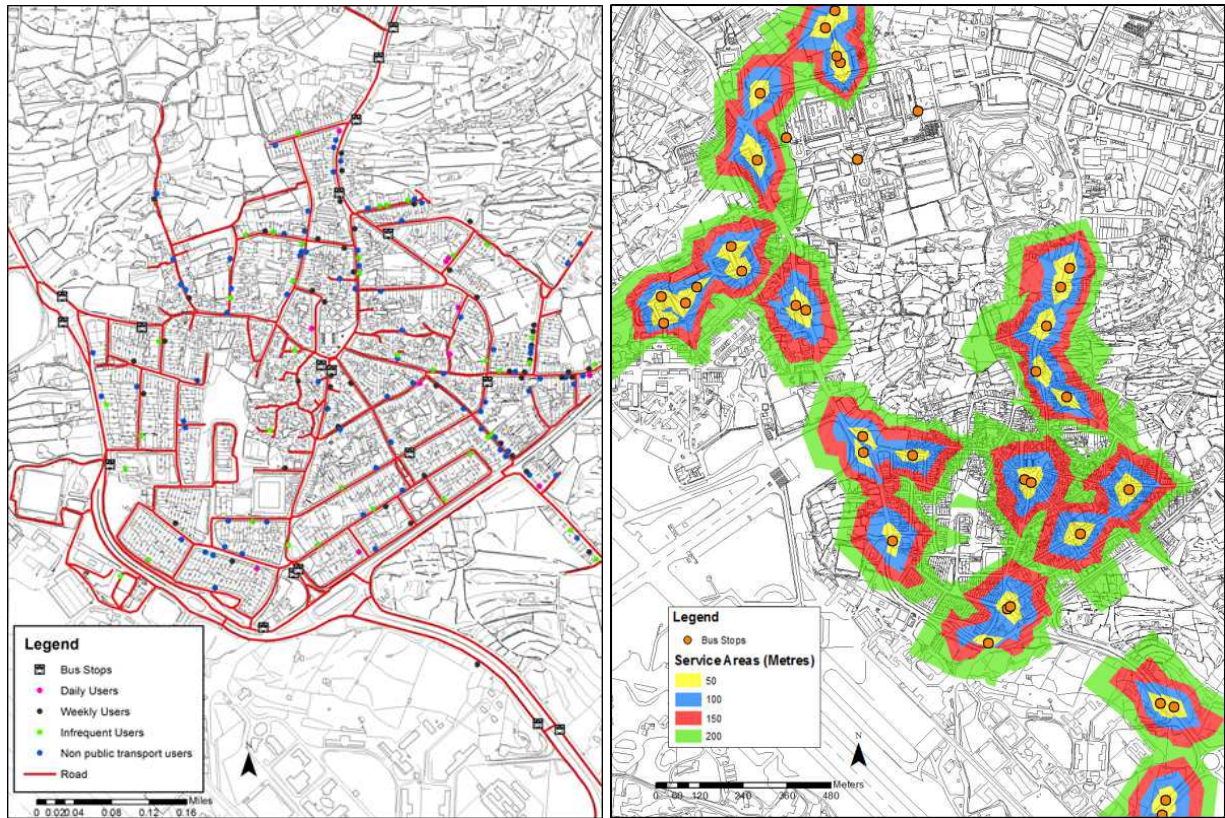 Legend
Bus Stops
Daily Users
Weekly Users
Infrequent Users
Non public transport users
Road
N
Miles
0 0.02 0.04 0.08 0.12 0.16
Legend
Bus Stops
Service Areas (Metres)
50
100
150
200
N
Meters
0 60 120 240 360 480